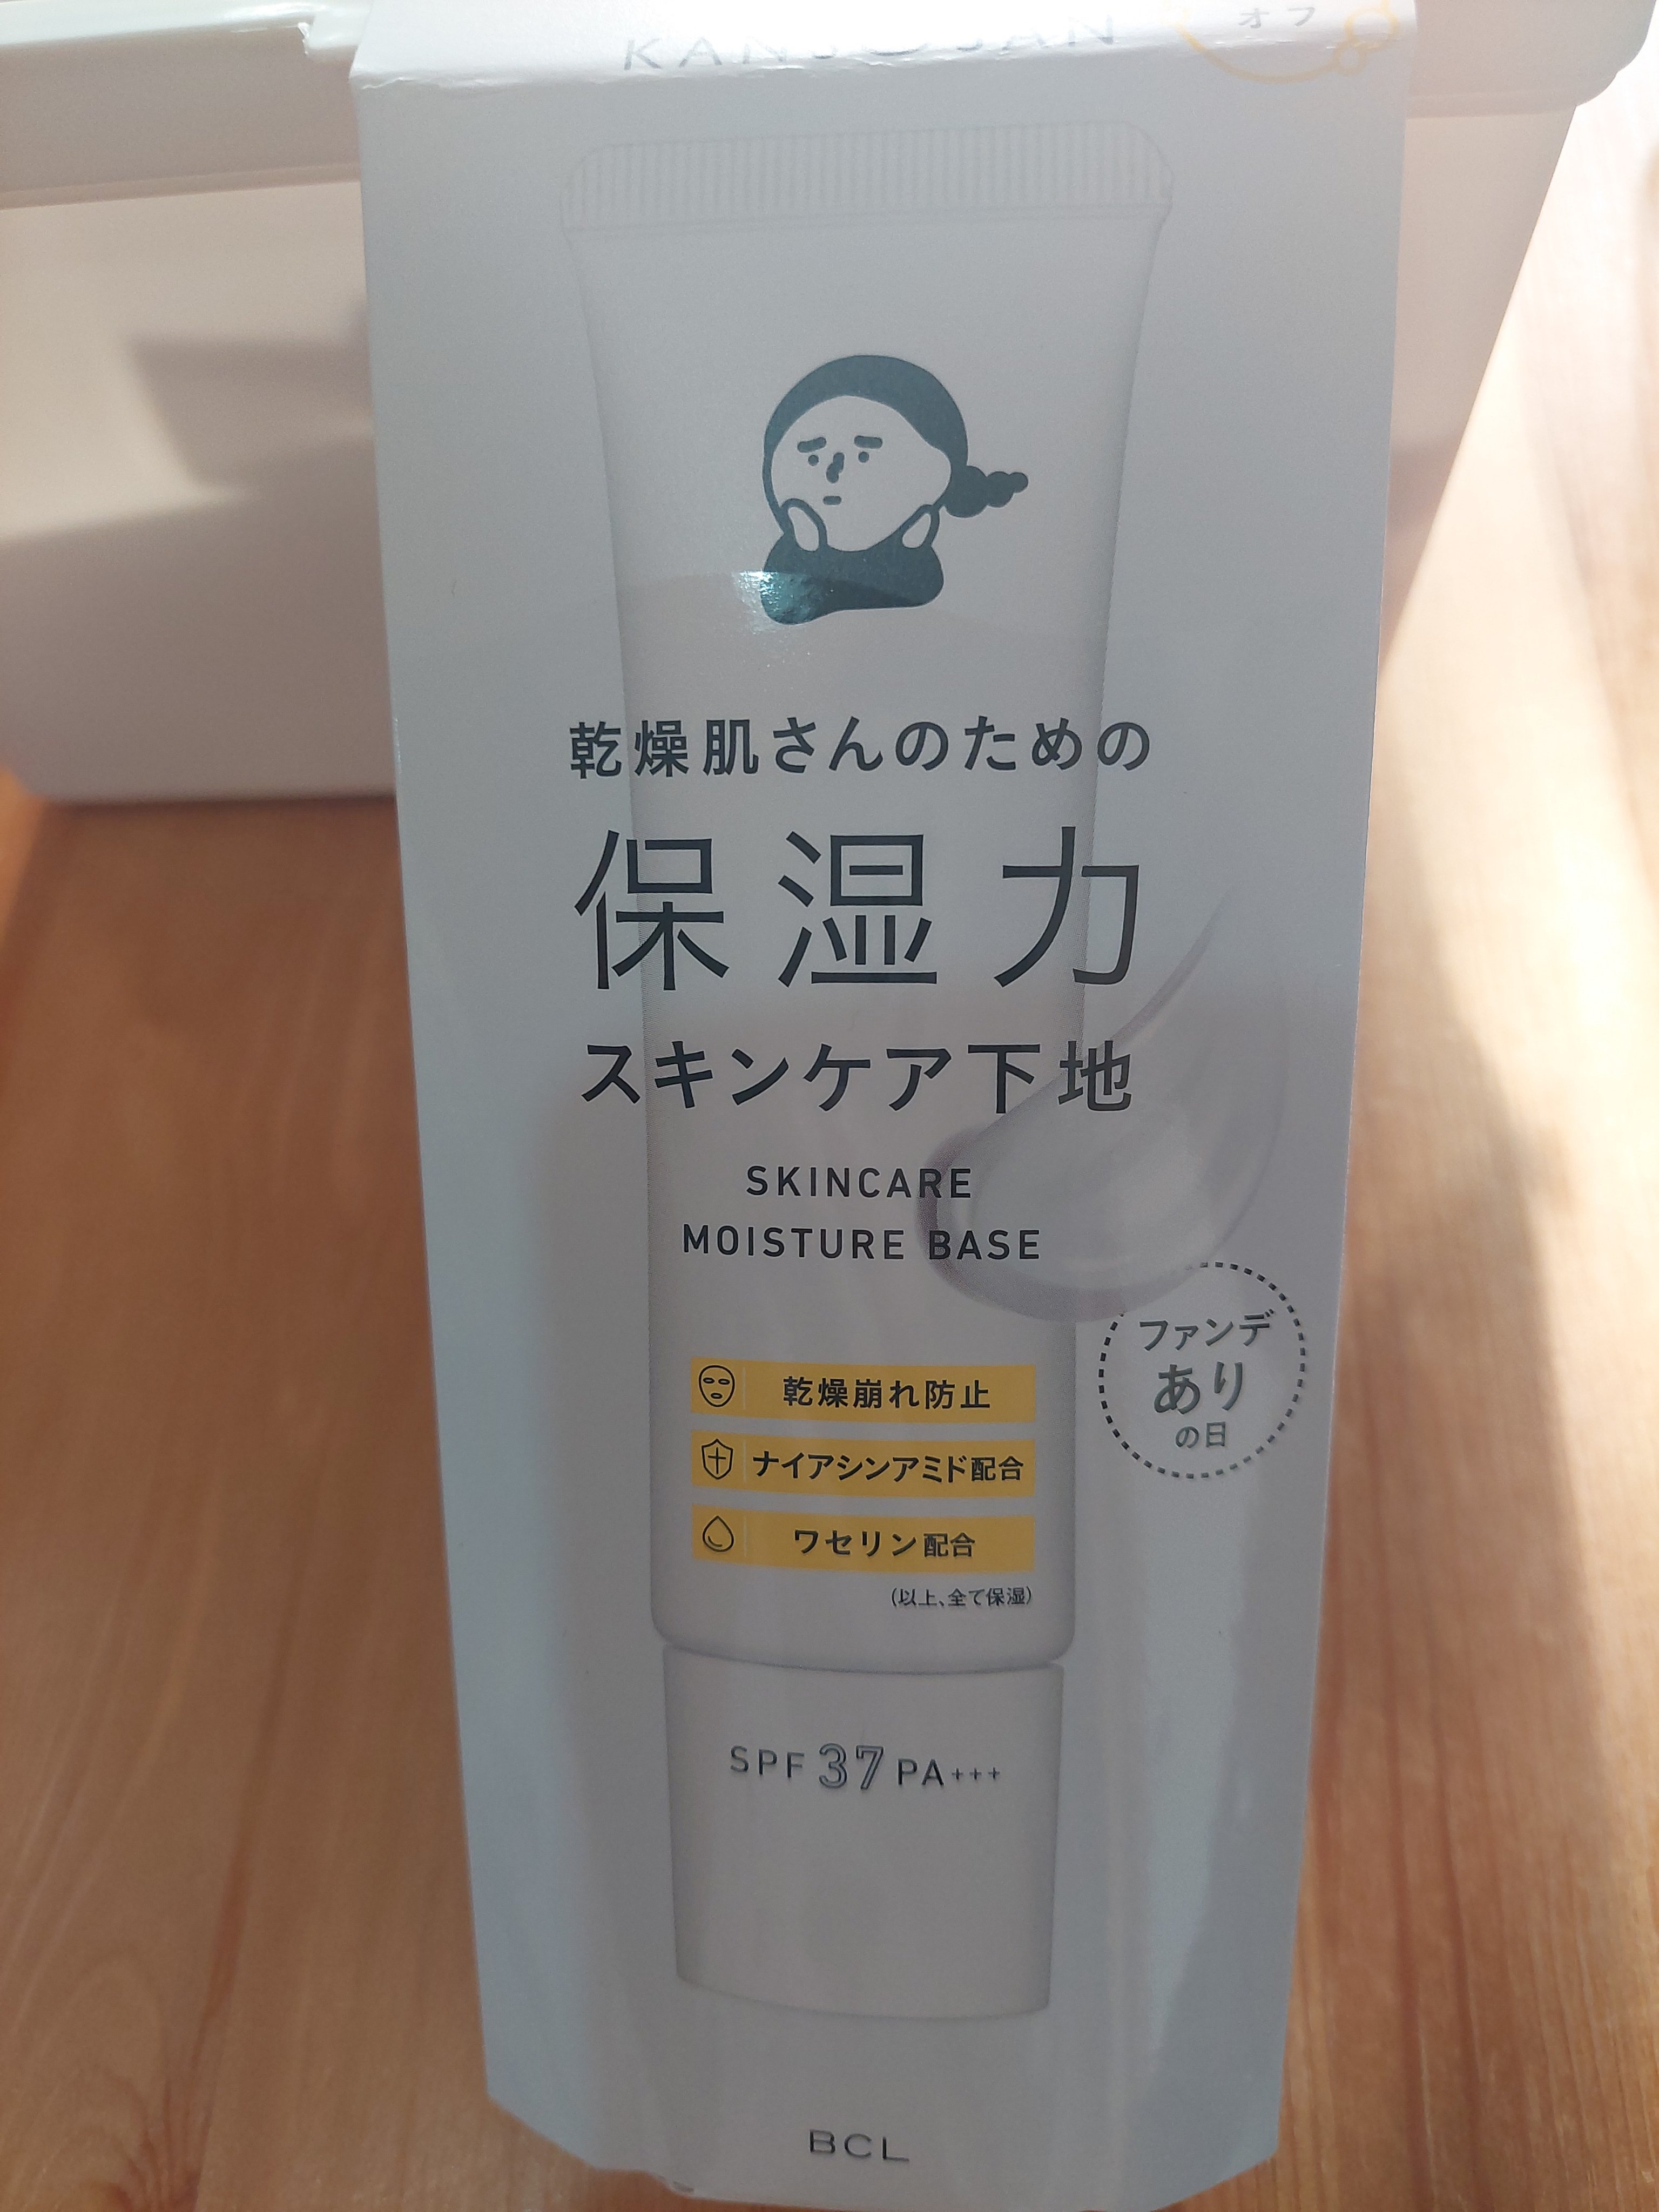 KANSOSAN
オフ
乾燥肌さんのための
保湿力
スキンケア下地
SKINCARE
MOISTURE BASE
ファンデ
あり
の日
乾燥崩れ防止
ナイアシンアミド配合
ワセリン配合
(以上、全て保湿)
SPF 37 PA+++
BCL